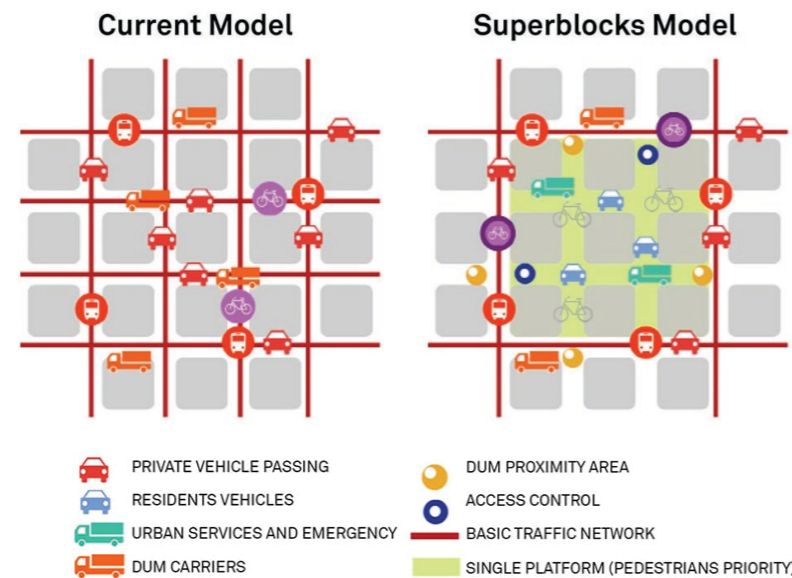 Current Model
Superblocks Model
PRIVATE VEHICLE PASSING
RESIDENTS VEHICLES
URBAN SERVICES AND EMERGENCY
DUM CARRIERS
DUM PROXIMITY AREA
ACCESS CONTROL
BASIC TRAFFIC NETWORK
SINGLE PLATFORM (PEDESTRIANS PRIORITY)